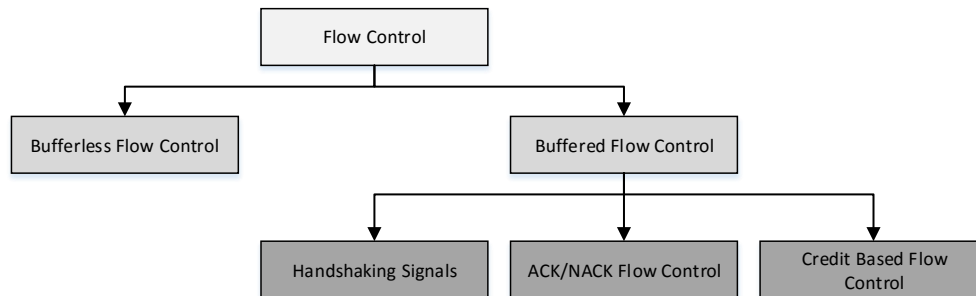 Flow Control
Bufferless Flow Control
Buffered Flow Control
Handshaking Signals
ACK/NACK Flow Control
Credit Based Flow
Control